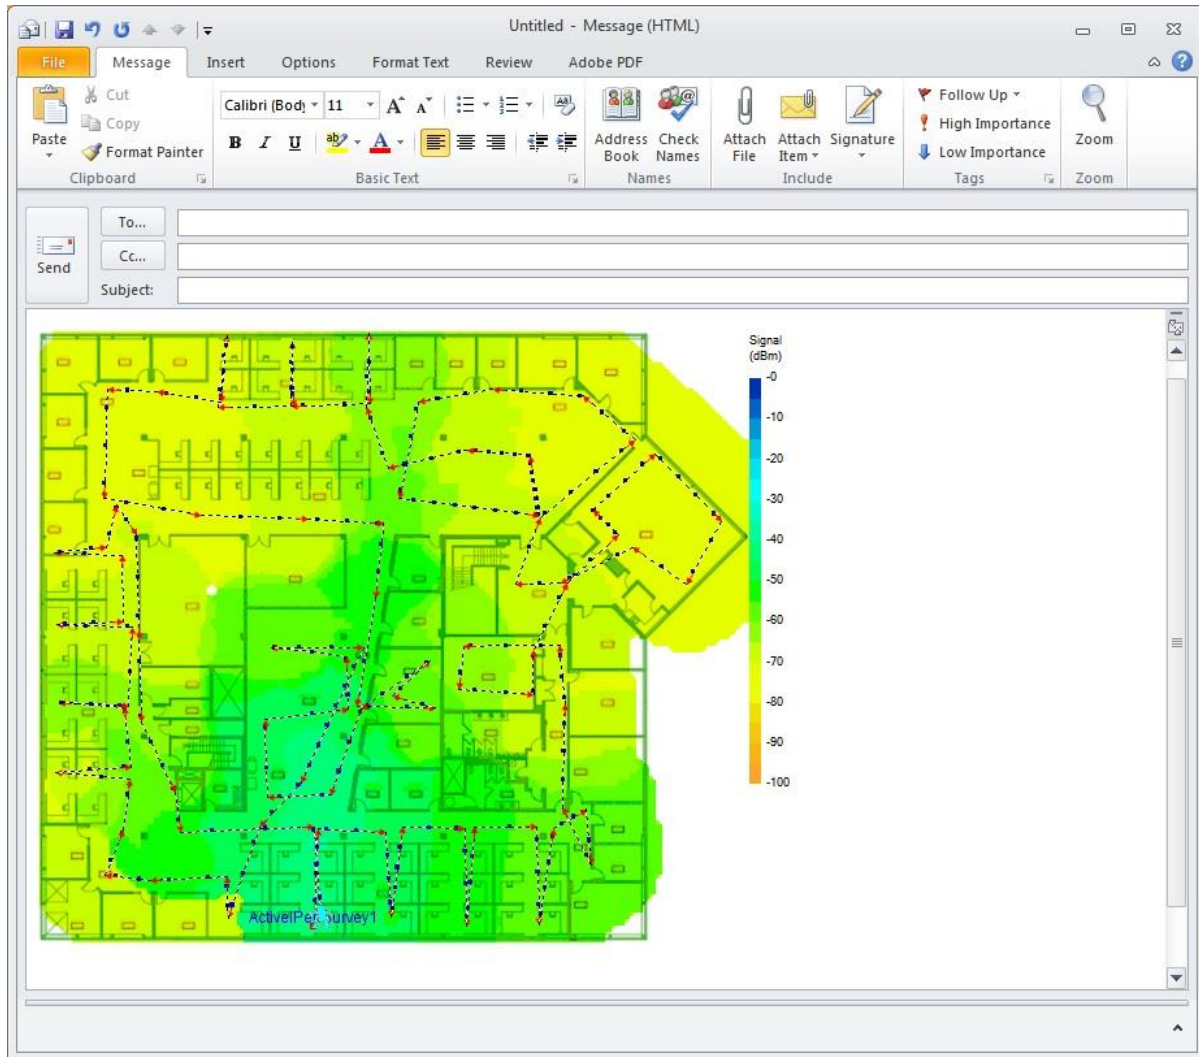 Untitled - Message (HTML)
File Message Insert Options Format Text Review Adobe PDF
Cut
Copy
Paste
Format Painter
Clipboard
Calibri (Body 11
B I U
Basic Text
Address Book
Check Names
Names
Attach File
Attach Item
Signature
Include
Follow Up
High Importance
Low Importance
Tags
Zoom
Zoom
Send
To...
Cc...
Subject:
Signal
(dBm)
-0
-10
-20
-30
-40
-50
-60
-70
-80
-90
-100